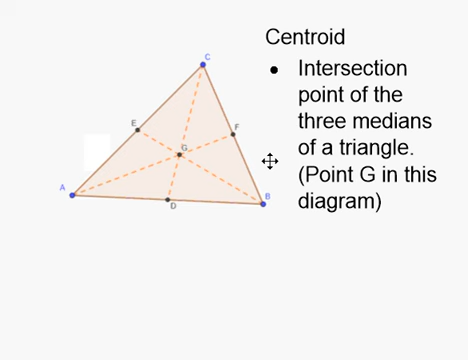 Centroid
• Intersection
point of the
three medians
of a triangle.
(Point G in this
diagram)
C
E
F
G
A
B
D